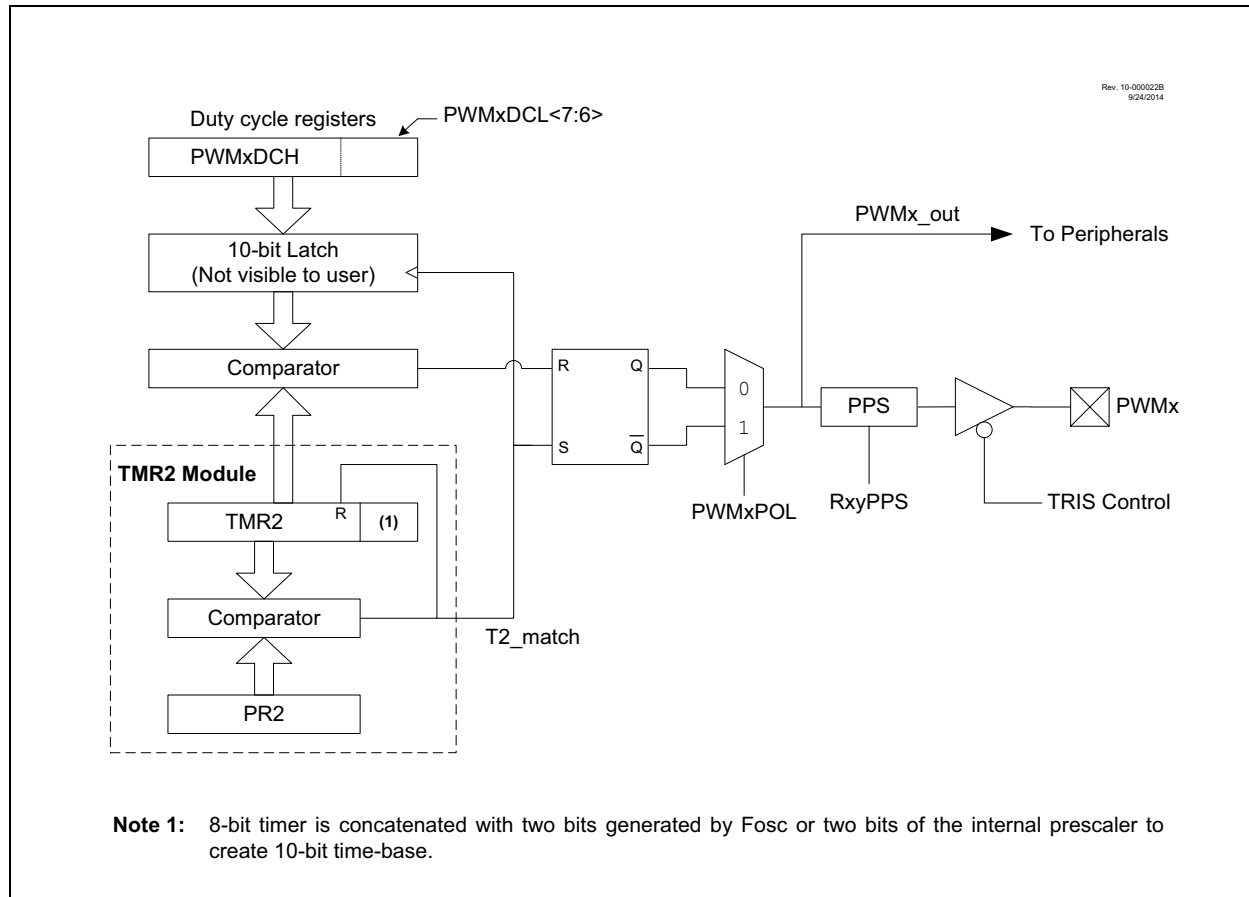 Rev. 10-000022B
9/24/2014
Duty cycle registers
PWMxDCL<7:6>
PWMxDCH
10-bit Latch
(Not visible to user)
Comparator
TMR2 Module
TMR2
R
(1)
Comparator
PR2
T2_match
R
Q
S
Q̅
0
1
PWMxPOL
PWMx_out
To Peripherals
PPS
RxyPPS
PWMx
TRIS Control
Note 1: 8-bit timer is concatenated with two bits generated by Fosc or two bits of the internal prescaler to
create 10-bit time-base.